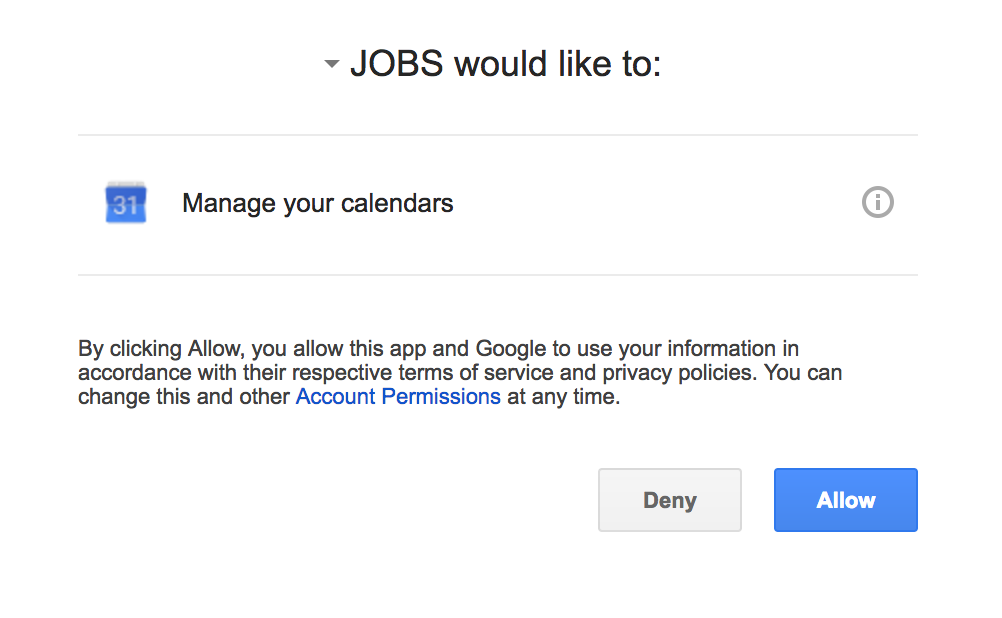 JOBS would like to:
31
Manage your calendars
By clicking Allow, you allow this app and Google to use your information in
accordance with their respective terms of service and privacy policies. You can
change this and other Account Permissions at any time.
Deny
Allow